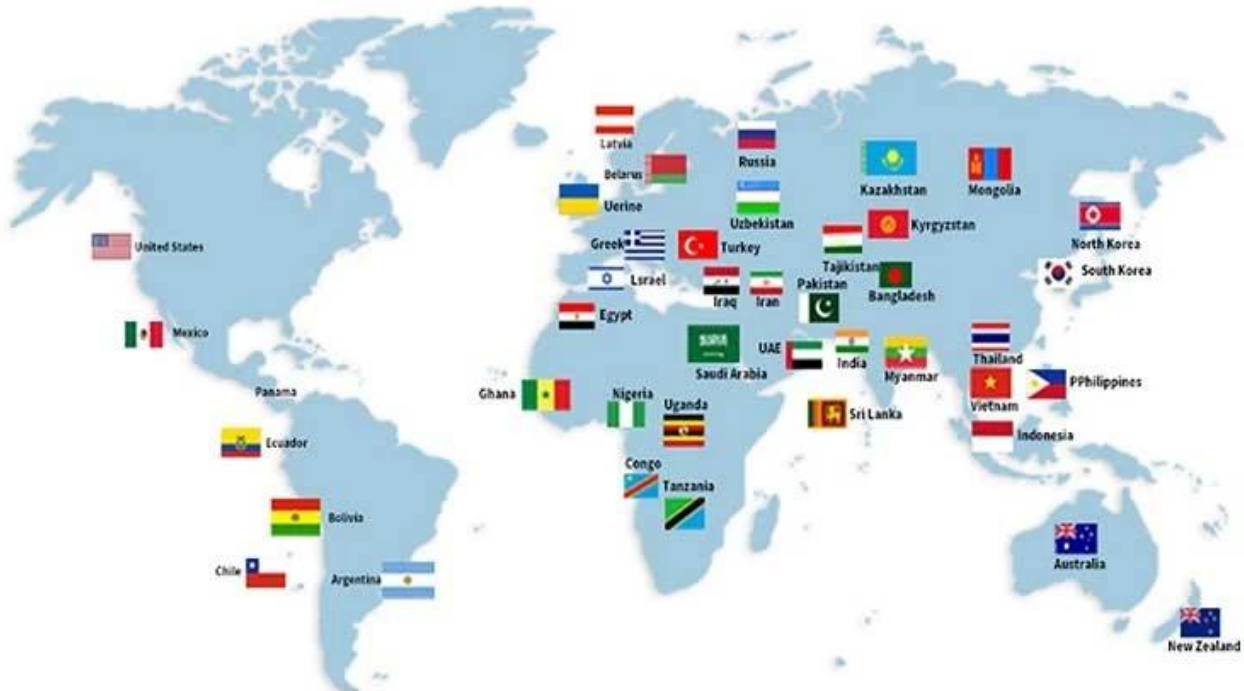 Latvia
Russia
Belarus
Kazakhstan
Mongolia
Uerine
Uzbekistan
Kyrgyzstan
United States
Greek
Turkey
Tajikistan
North Korea
South Korea
Lsrael
Iraq
Iran
Pakistan
Bangladesh
Egypt
Mexico
Saudi Arabia
UAE
India
Myanmar
Thailand
Panama
Ghana
Nigeria
Uganda
Sri Lanka
Vietnam
PPhilippines
Ecuador
Indonesia
Congo
Tanzania
Bolivia
Australia
Chile
Argentina
New Zealand